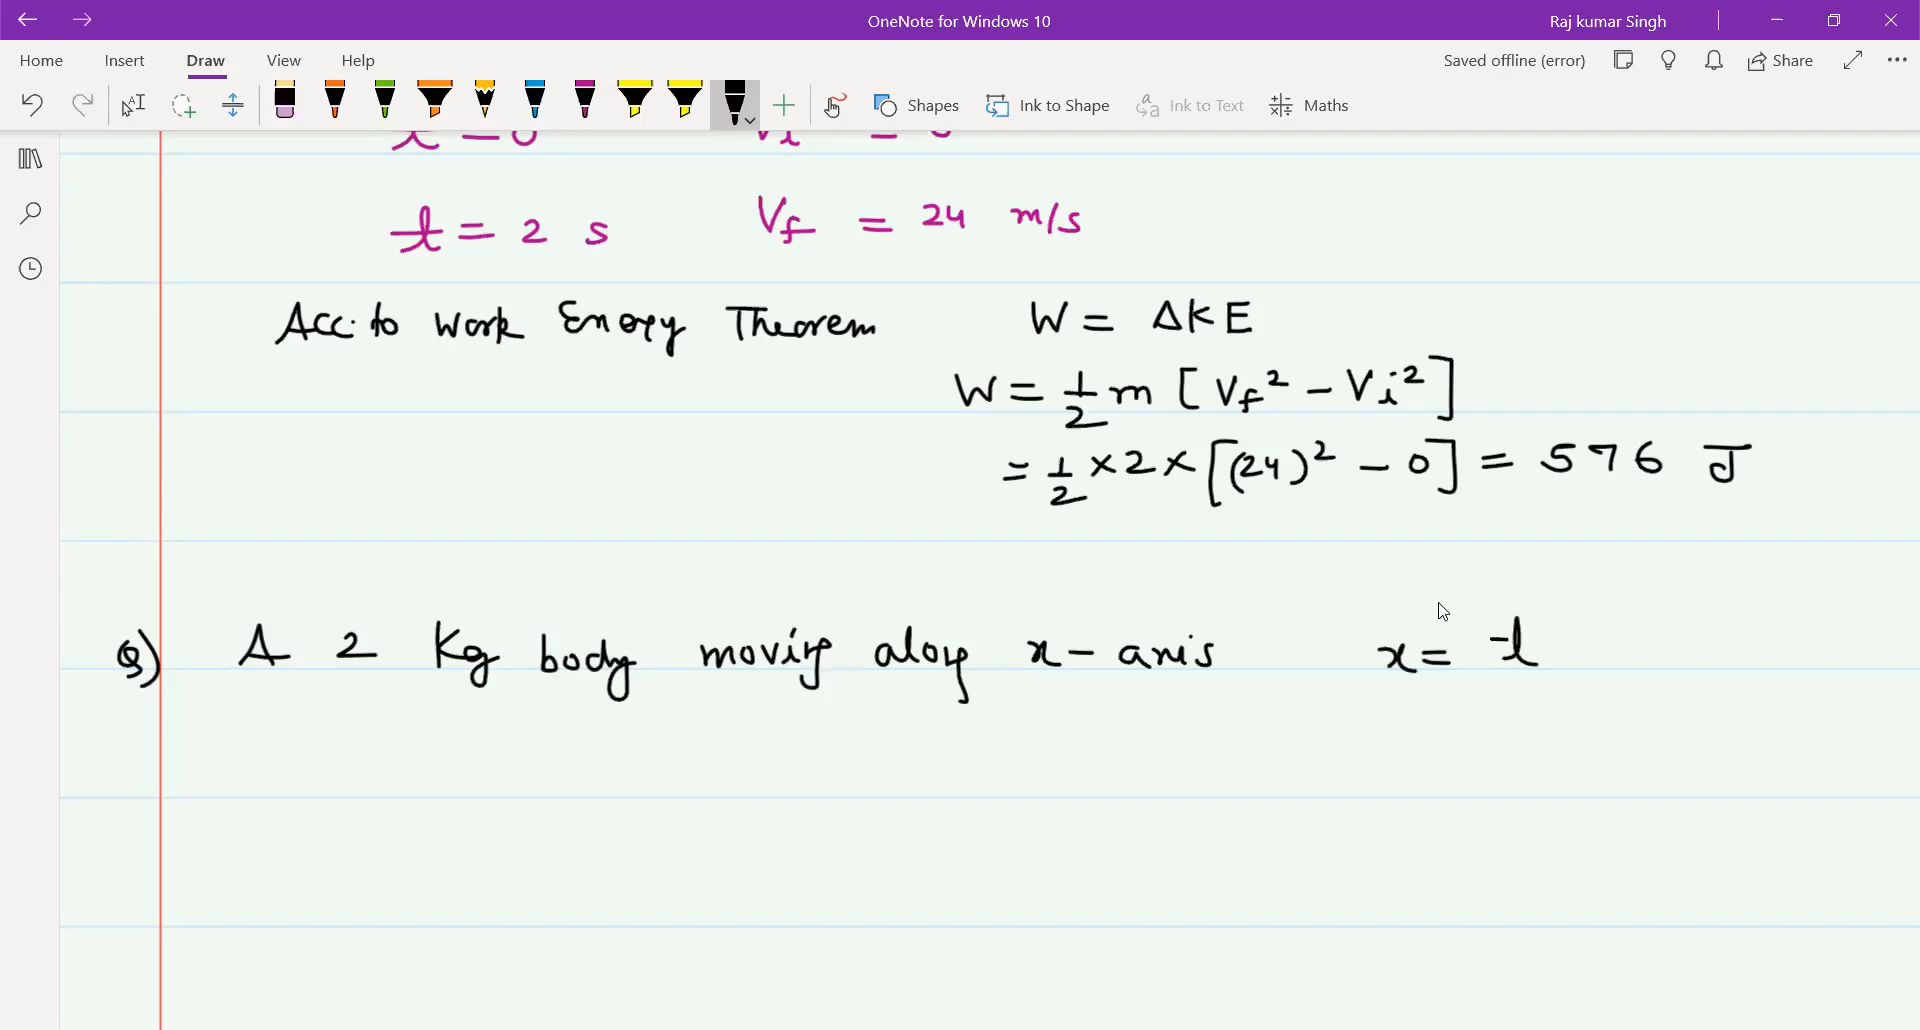 OneNote for Windows 10
Raj kumar Singh
Home Insert Draw View Help
Saved offline (error) Share
Shapes Ink to Shape Ink to Text Maths
t = 2 s Vf = 24 m/s
Acc. to Work Energy Theorem W = ΔKE
W = 1/2 m [Vf² - Vi²]
= 1/2 × 2 × [(24)² - 0] = 576 J
Q) A 2 Kg body moving along x-axis x = t